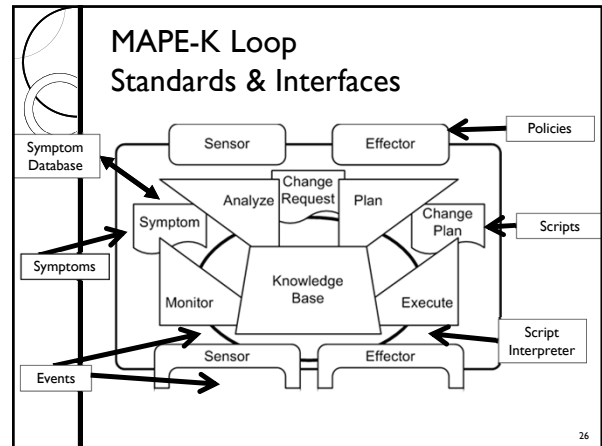 MAPE-K Loop
Standards & Interfaces
Sensor
Effector
Policies
Symptom
Database
Analyze
Change
Request
Plan
Symptom
Change
Plan
Scripts
Symptoms
Knowledge
Base
Monitor
Execute
Script
Interpreter
Sensor
Effector
Events
26